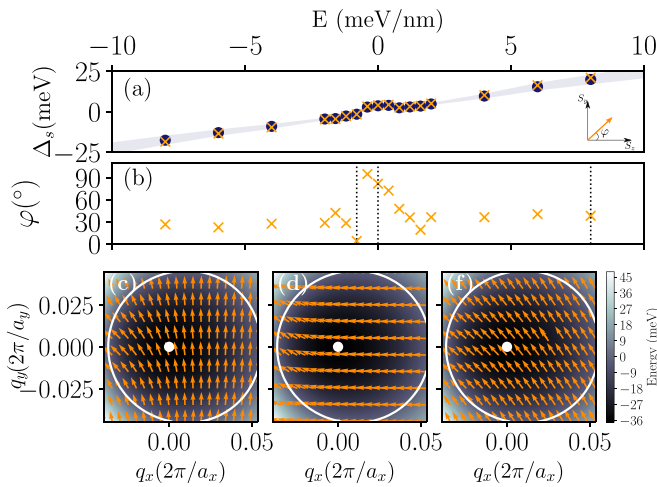 E (meV/nm)
−10 −5 0 5 10
Δs(meV)
25
0
−25
(a)
φ
φ(°)
90
60
30
0
(b)
(c) (d) (f)
qy(2π/ay)
0.025
0.000
−0.025
0.00 0.05 0.00 0.05 0.00 0.05
qx(2π/ax) qx(2π/ax) qx(2π/ax)
45
36
27
18
9
0
−9
−18
−27
−36
Energy (meV)